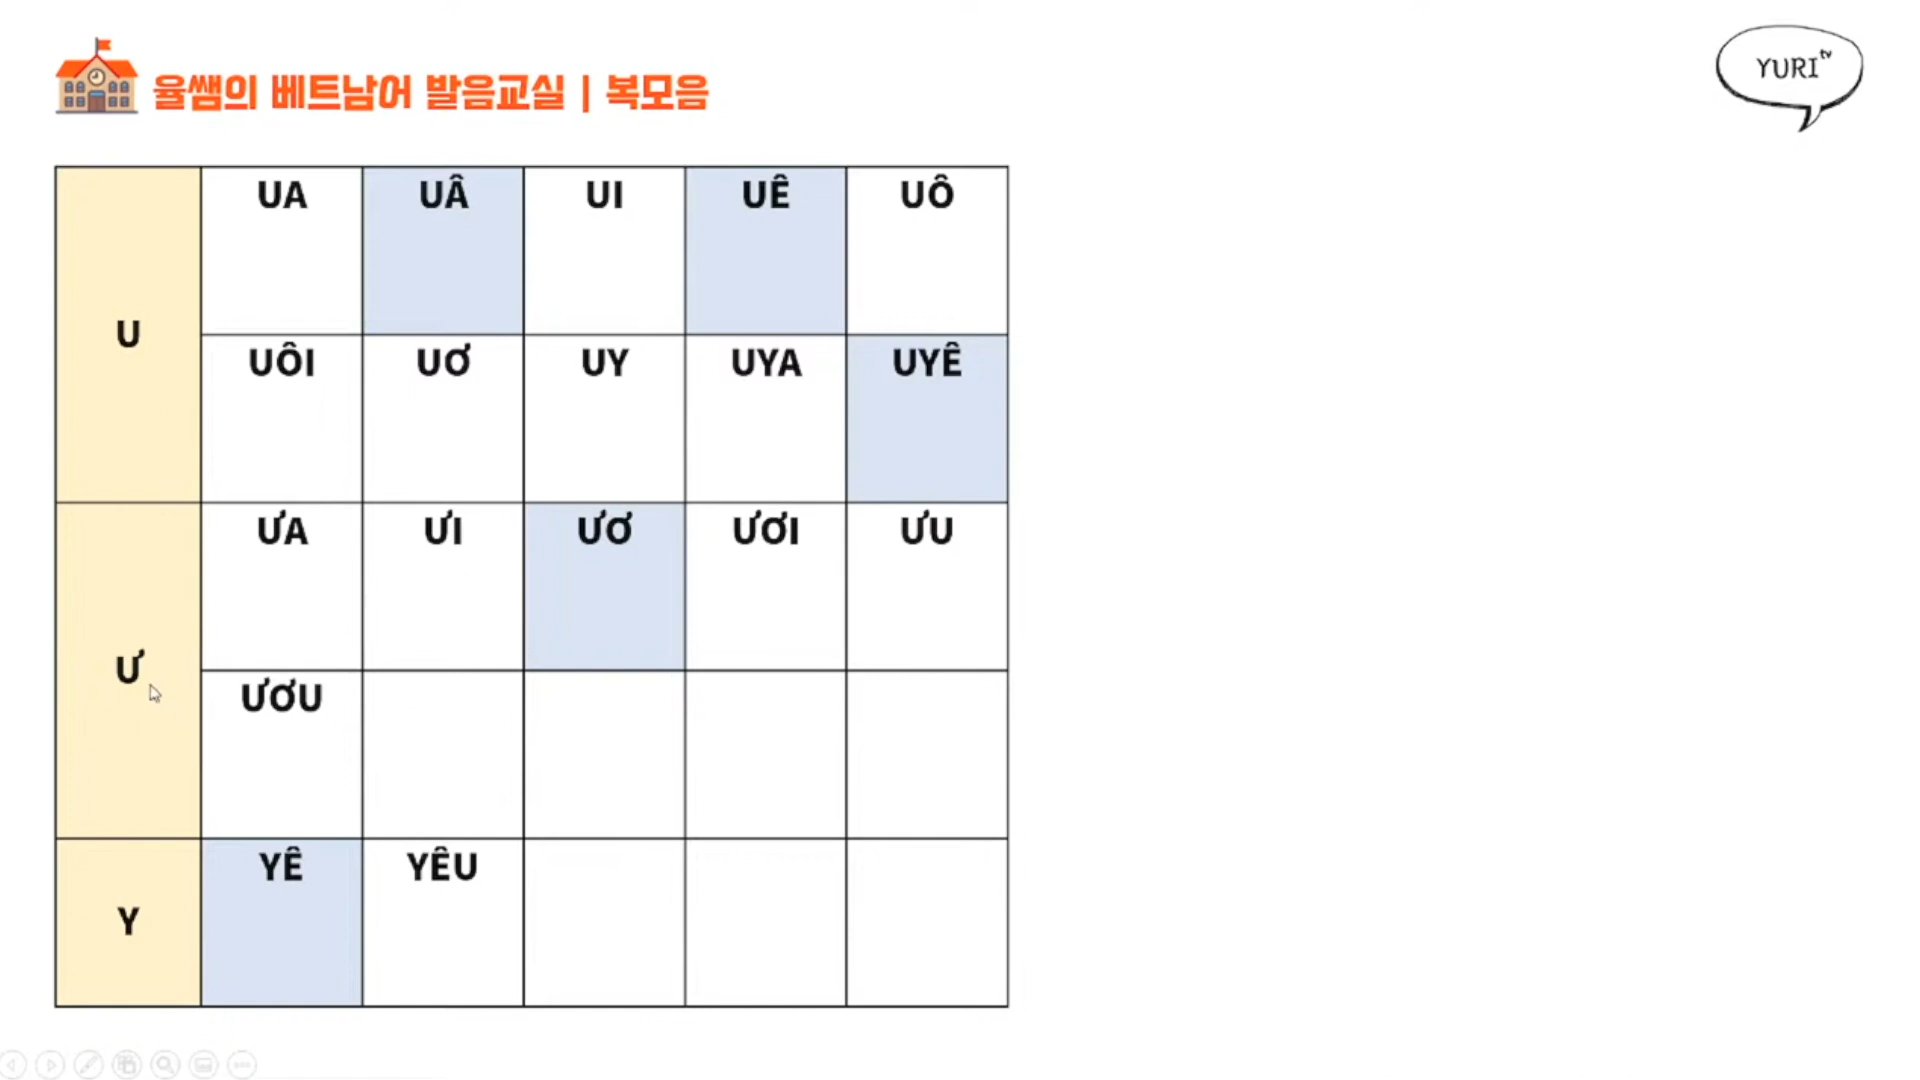 율쌤의 베트남어 발음교실 | 복모음
YURI tv
U
UA UÂ UI UÊ UÔ
UÔI UƠ UY UYA UYÊ
Ư
ƯA ƯI ƯƠ ƯƠI ƯU
ƯƠU
Y
YÊ YÊU